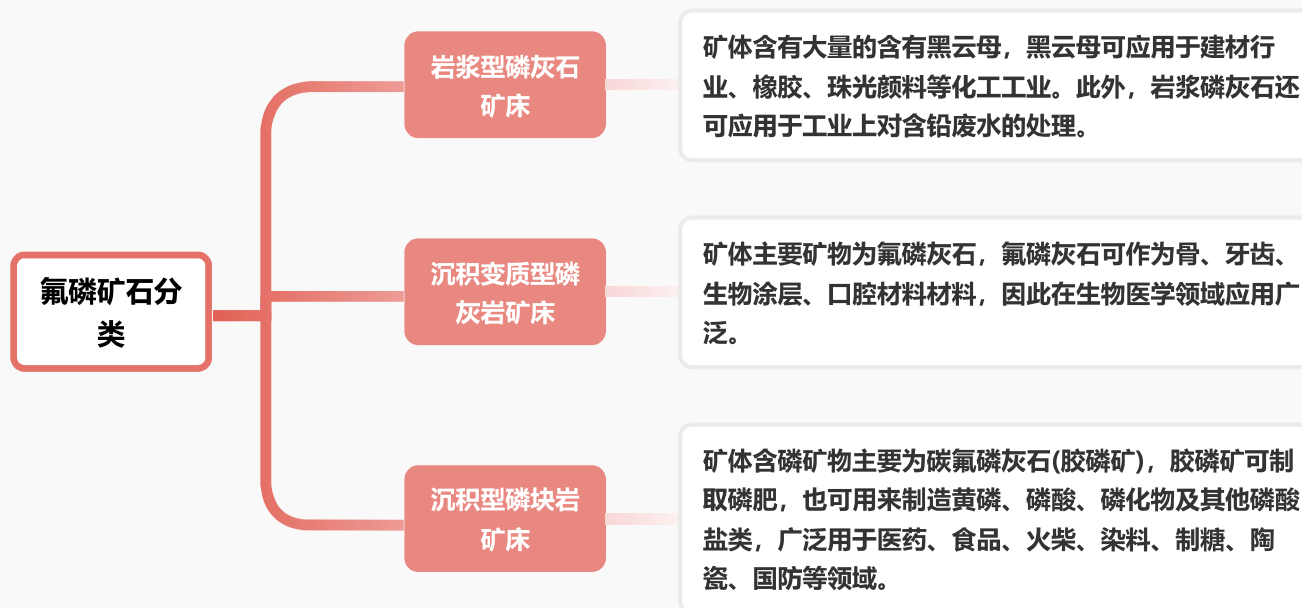 氟磷矿石分
类
岩浆型磷灰石
矿床
矿体含有大量的含有黑云母，黑云母可应用于建材行
业、橡胶、珠光颜料等化工工业。此外，岩浆磷灰石还
可应用于工业上对含铅废水的处理。
沉积变质型磷
灰岩矿床
矿体主要矿物为氟磷灰石，氟磷灰石可作为骨、牙齿、
生物涂层、口腔材料材料，因此在生物医学领域应用广
泛。
沉积型磷块岩
矿床
矿体含磷矿物主要为碳氟磷灰石(胶磷矿)，胶磷矿可制
取磷肥，也可用来制造黄磷、磷酸、磷化物及其他磷酸
盐类，广泛用于医药、食品、火柴、染料、制糖、陶
瓷、国防等领域。